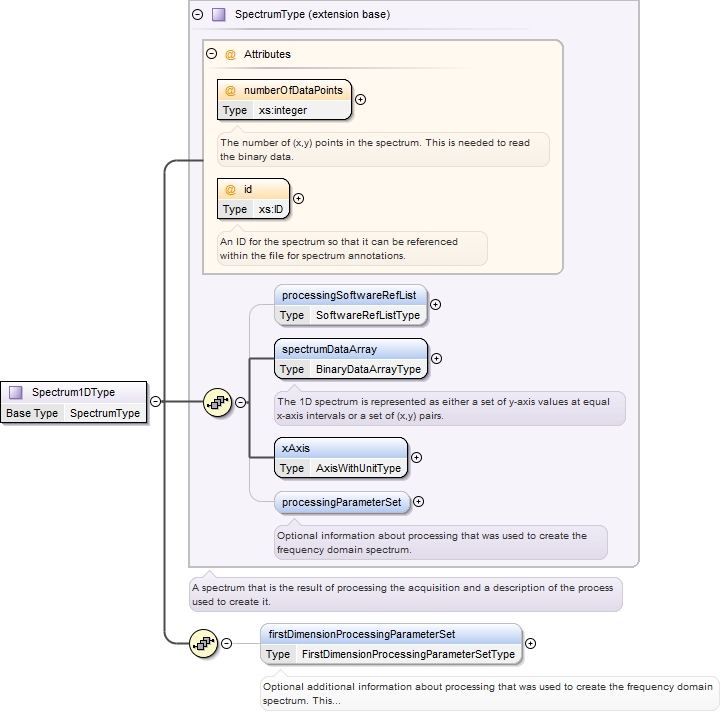 SpectrumType (extension base)
@ Attributes
@ numberOfDataPoints
Type xs:integer
The number of (x,y) points in the spectrum. This is needed to read
the binary data.
@ id
Type xs:ID
An ID for the spectrum so that it can be referenced
within the file for spectrum annotations.
processingSoftwareRefList
Type SoftwareRefListType
spectrumDataArray
Type BinaryDataArrayType
The 1D spectrum is represented as either a set of y-axis values at equal
x-axis intervals or a set of (x,y) pairs.
Spectrum1DType
Base Type SpectrumType
xAxis
Type AxisWithUnitType
processingParameterSet
Optional information about processing that was used to create the
frequency domain spectrum.
A spectrum that is the result of processing the acquisition and a description of the process
used to create it.
firstDimensionProcessingParameterSet
Type FirstDimensionProcessingParameterSetType
Optional additional information about processing that was used to create the frequency domain
spectrum. This...